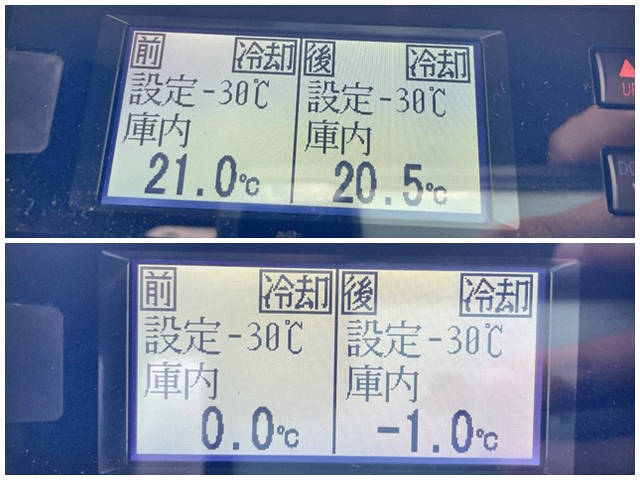 前 冷却 後 冷却
設定-30℃ 設定-30℃
庫内 庫内
21.0℃ 20.5℃
前 冷却 後 冷却
設定-30℃ 設定-30℃
庫内 庫内
0.0℃ -1.0℃